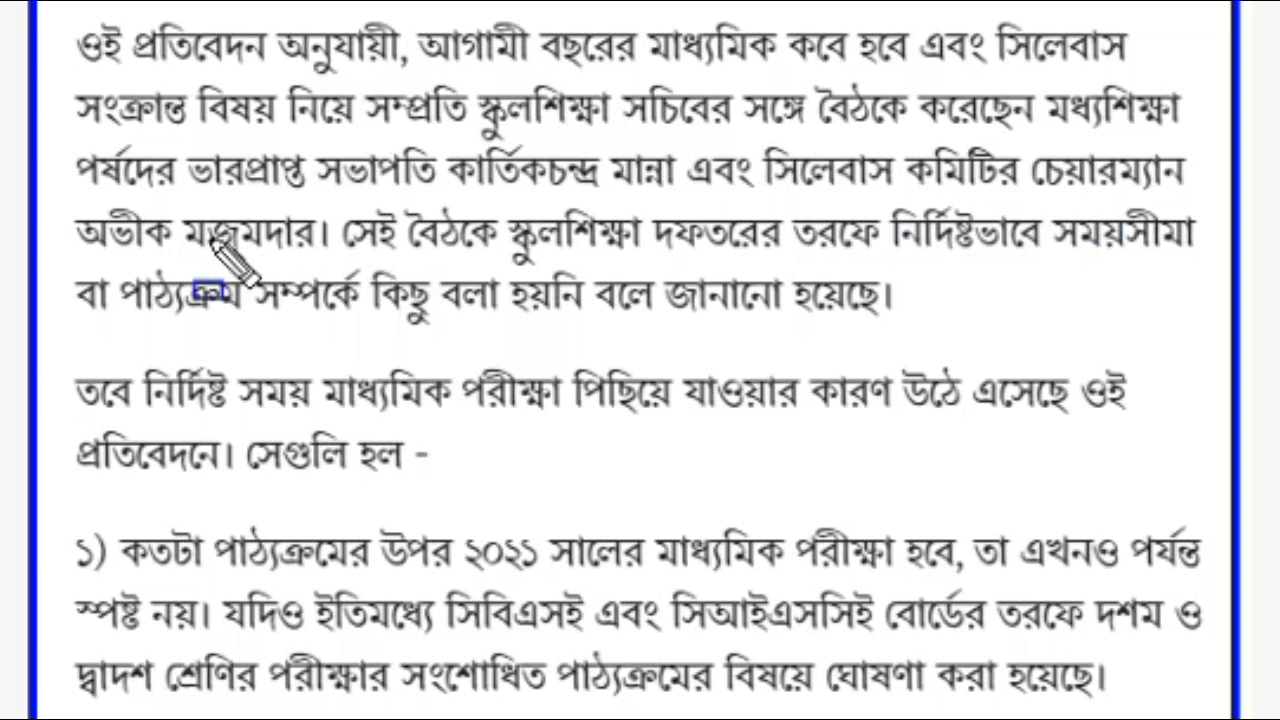 ওই প্রতিবেদন অনুযায়ী, আগামী বছরের মাধ্যমিক কবে হবে এবং সিলেবাস
সংক্রান্ত বিষয় নিয়ে সম্প্রতি স্কুলশিক্ষা সচিবের সঙ্গে বৈঠকে করেছেন মধ্যশিক্ষা
পর্ষদের ভারপ্রাপ্ত সভাপতি কার্তিকচন্দ্র মান্না এবং সিলেবাস কমিটির চেয়ারম্যান
অভীক মজুমদার। সেই বৈঠকে স্কুলশিক্ষা দফতরের তরফে নির্দিষ্টভাবে সময়সীমা
বা পাঠ্যক্রম সম্পর্কে কিছু বলা হয়নি বলে জানানো হয়েছে।
তবে নির্দিষ্ট সময় মাধ্যমিক পরীক্ষা পিছিয়ে যাওয়ার কারণ উঠে এসেছে ওই
প্রতিবেদনে। সেগুলি হল -
১) কতটা পাঠ্যক্রমের উপর ২০২১ সালের মাধ্যমিক পরীক্ষা হবে, তা এখনও পর্যন্ত
স্পষ্ট নয়। যদিও ইতিমধ্যে সিবিএসই এবং সিআইএসসিই বোর্ডের তরফে দশম ও
দ্বাদশ শ্রেণির পরীক্ষার সংশোধিত পাঠ্যক্রমের বিষয়ে ঘোষণা করা হয়েছে।